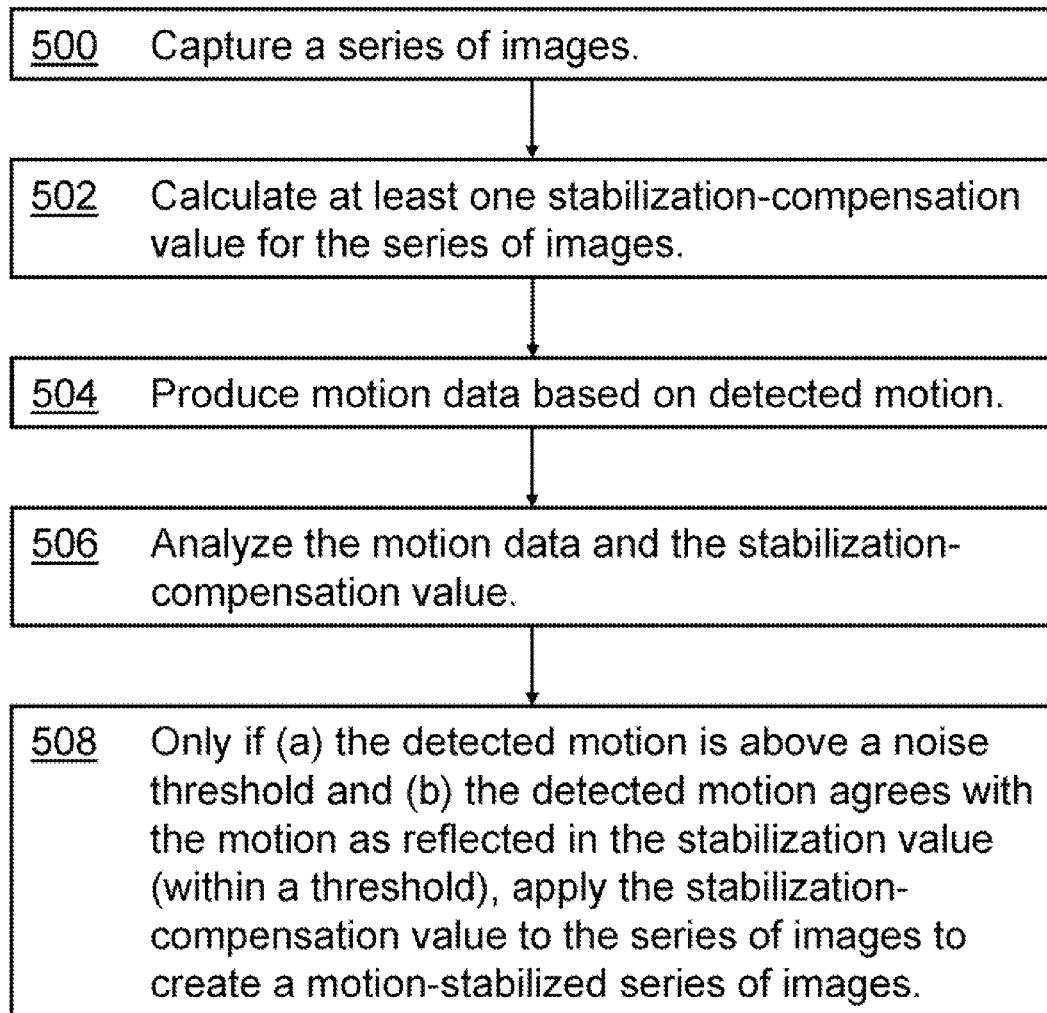 500 Capture a series of images.
502 Calculate at least one stabilization-compensation
value for the series of images.
504 Produce motion data based on detected motion.
506 Analyze the motion data and the stabilization-
compensation value.
508 Only if (a) the detected motion is above a noise
threshold and (b) the detected motion agrees with
the motion as reflected in the stabilization value
(within a threshold), apply the stabilization-
compensation value to the series of images to
create a motion-stabilized series of images.